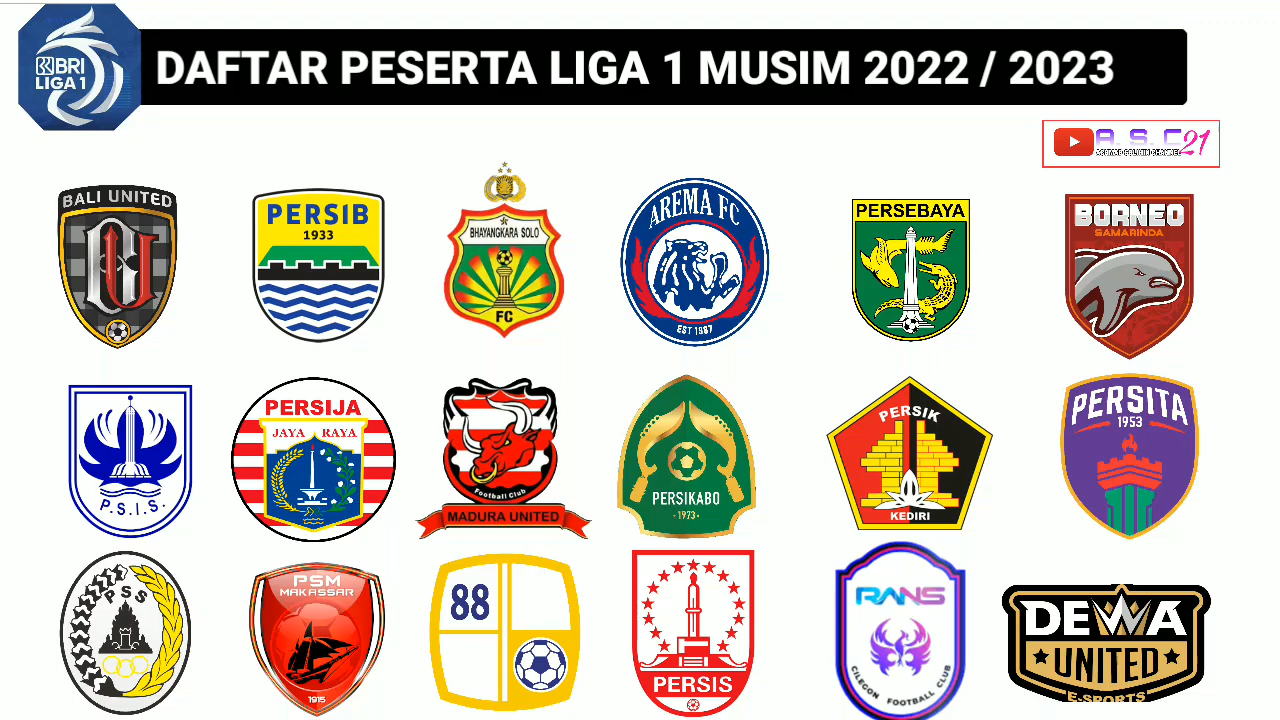 BRI
LIGA 1
DAFTAR PESERTA LIGA 1 MUSIM 2022 / 2023
A. S. C 21
BALI UNITED
PERSIB
1933
BHAYANGKARA SOLO
FC
AREMA FC
EST 1987
PERSEBAYA
BORNEO
SAMARINDA
P.S.I.S.
PERSIJA
JAYA RAYA
Football Club
MADURA UNITED
PERSIKABO
·1973·
PERSIK
KEDIRI
PERSITA
1953
PSS
PSM
MAKASSAR
1915
88
PERSIS
RANS
CILEGON FOOTBALL CLUB
DEWA
UNITED
E-SPORTS